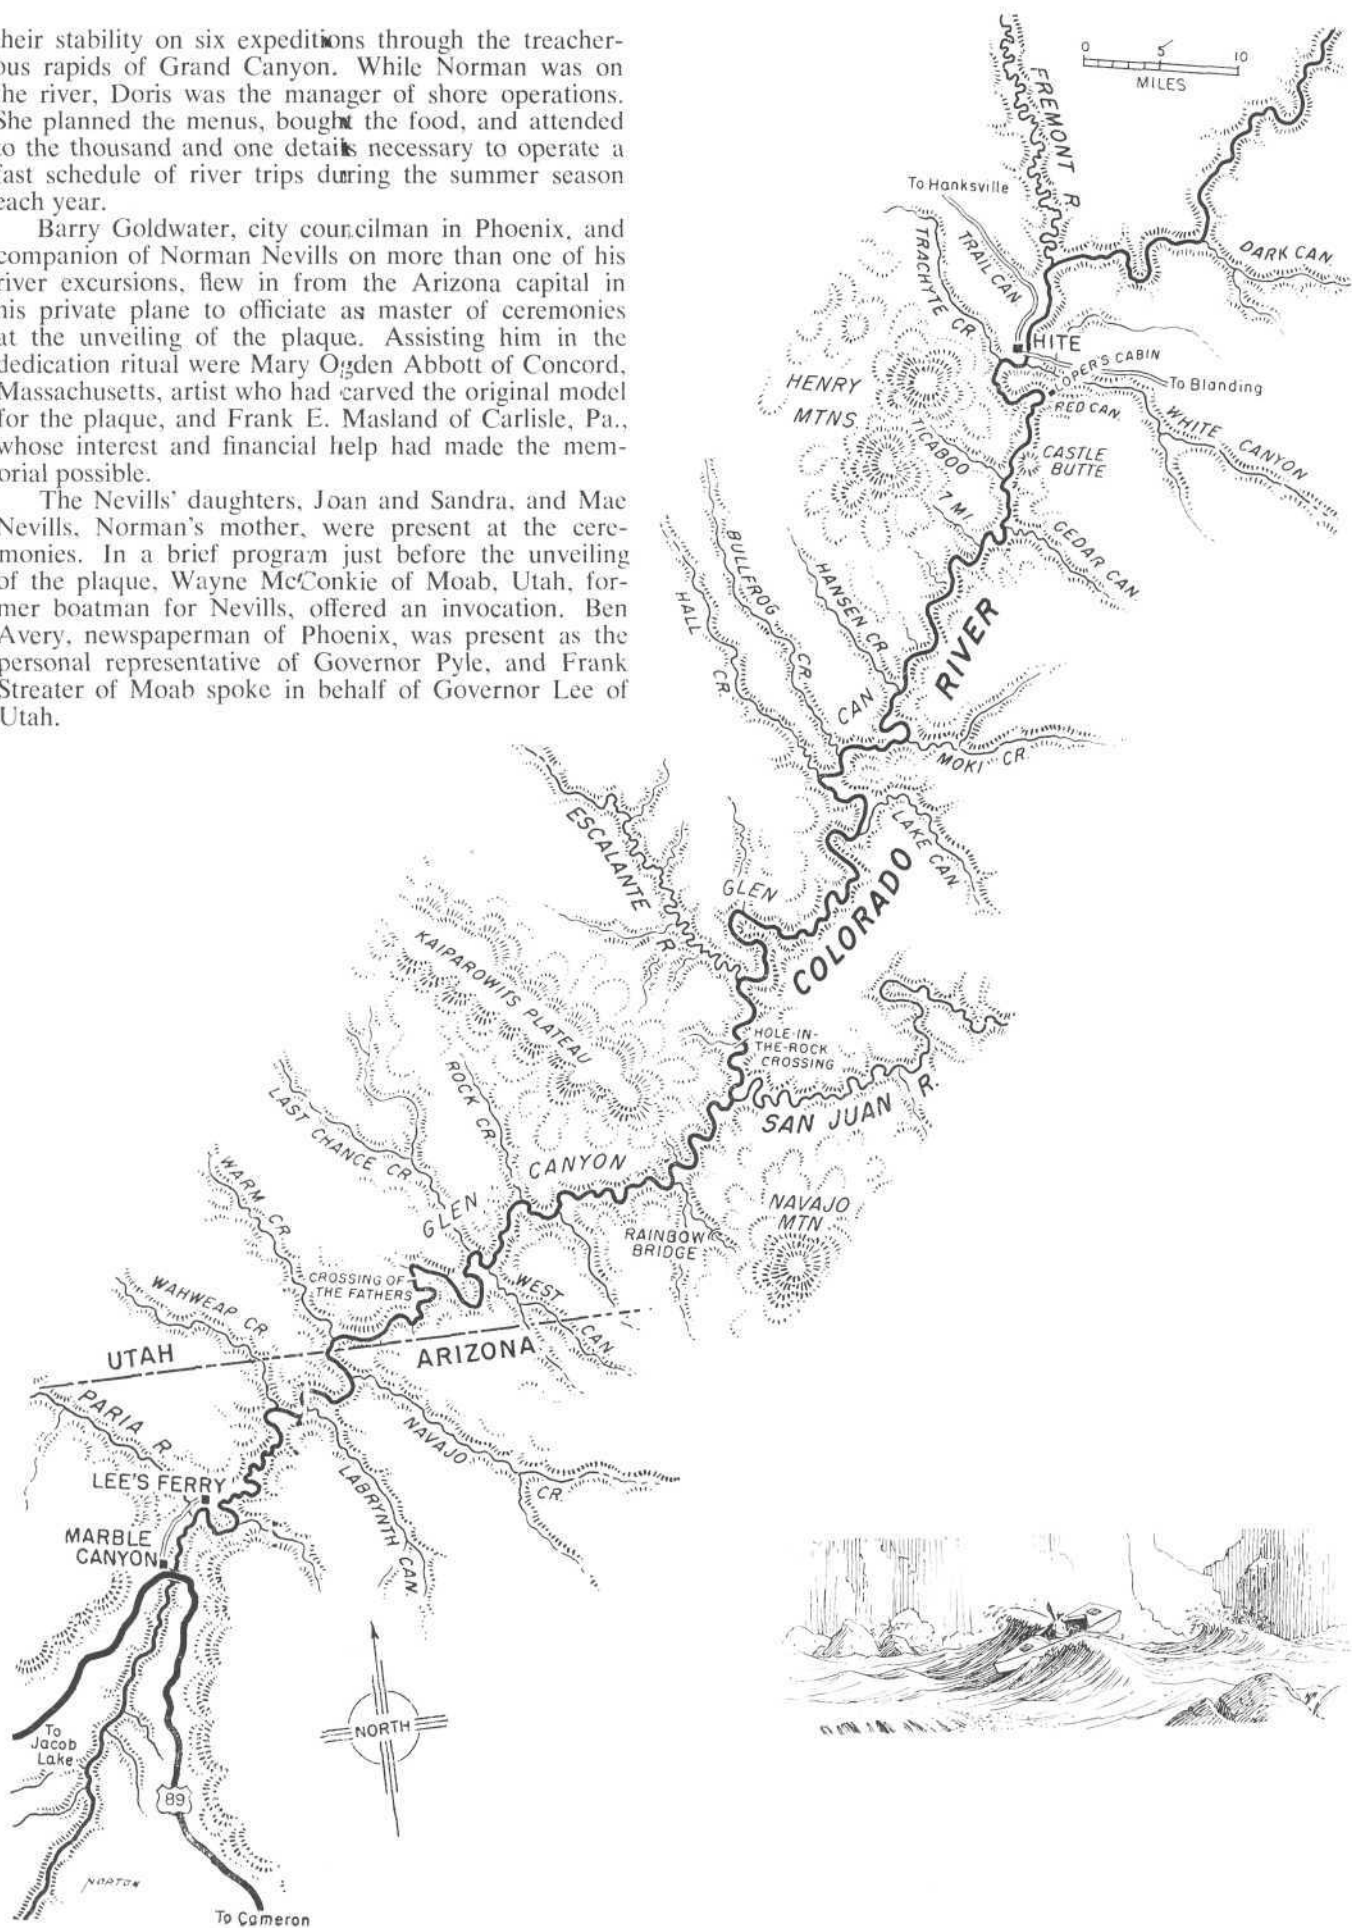 heir stability on six expeditions through the treacher-
ous rapids of Grand Canyon. While Norman was on
he river, Doris was the manager of shore operations.
She planned the menus, bought the food, and attended
to the thousand and one details necessary to operate a
fast schedule of river trips during the summer season
each year.
Barry Goldwater, city councilman in Phoenix, and
companion of Norman Nevills on more than one of his
river excursions, flew in from the Arizona capital in
his private plane to officiate as master of ceremonies
at the unveiling of the plaque. Assisting him in the
dedication ritual were Mary Ogden Abbott of Concord,
Massachusetts, artist who had carved the original model
for the plaque, and Frank E. Masland of Carlisle, Pa.,
whose interest and financial help had made the mem-
orial possible.
The Nevills' daughters, Joan and Sandra, and Mae
Nevills, Norman's mother, were present at the cere-
monies. In a brief program just before the unveiling
of the plaque, Wayne McConkie of Moab, Utah, for-
mer boatman for Nevills, offered an invocation. Ben
Avery, newspaperman of Phoenix, was present as the
personal representative of Governor Pyle, and Frank
Streater of Moab spoke in behalf of Governor Lee of
Utah.
0 5 10
MILES
FREMONT R.
To Hanksville
TRAIL CAN
TRACHYTE CR.
DARK CAN.
HITE
LOPER'S CABIN
To Blanding
RED CAN.
WHITE CANYON
HENRY
MTNS
TICABOO
CASTLE
BUTTE
7 MI.
CEDAR CAN
BULLFROG CR.
HANSEN CR.
HALL CR.
CAN
RIVER
MOKI CR.
LAKE CAN.
ESCALANTE R.
GLEN
COLORADO
KAIPAROWITS PLATEAU
HOLE-IN-
THE-ROCK
CROSSING
SAN JUAN R.
ROCK CR.
LAST CHANCE CR.
CANYON
GLEN
WARM CR.
NAVAJO
MTN
RAINBOW
BRIDGE
CROSSING OF
THE FATHERS
WEST CAN
WAHWEAP CR.
UTAH
ARIZONA
PARIA R.
NAVAJO CR.
LABRYNTH CAN.
LEE'S FERRY
MARBLE
CANYON
NORTH
To
Jacob
Lake
89
NORTON
To Cameron